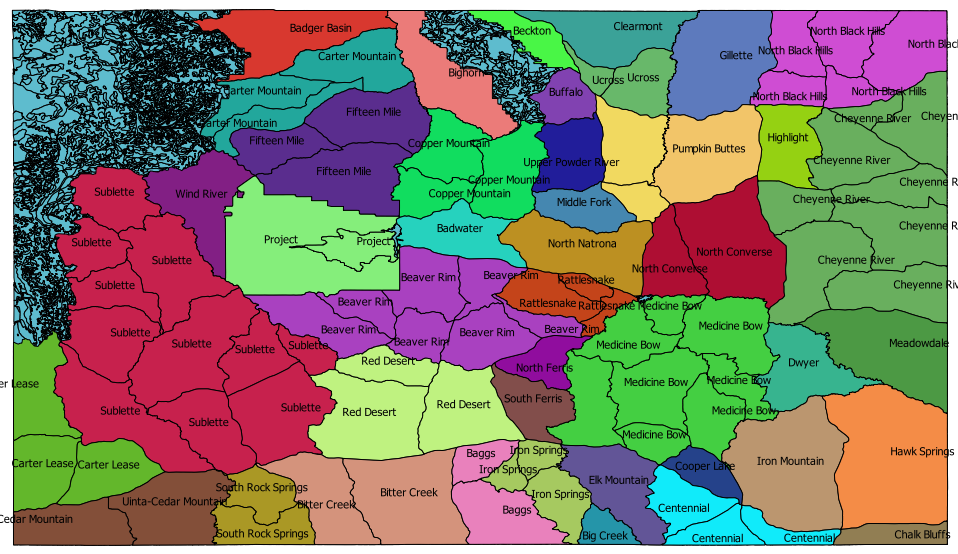 Badger Basin
Beckton
Clearmont
North Black Hills
North Blac
Carter Mountain
Bighorn
Gillette
North Black Hills
Ucross
Ucross
Carter Mountain
Buffalo
North Black Hills
North Black Hills
Fifteen Mile
Carter Mountain
Cheyenne River
Cheyen
Fifteen Mile
Copper Mountain
Highlight
Pumpkin Buttes
Upper Powder River
Cheyenne River
Fifteen Mile
Copper Mountain
Cheyenne R
Sublette
Wind River
Copper Mountain
Middle Fork
Cheyenne River
Badwater
Cheyenne R
Sublette
Project
Project
North Natrona
North Converse
Sublette
Cheyenne River
North Converse
Beaver Rim
Beaver Rim
Rattlesnake
Sublette
Cheyenne Riv
Beaver Rim
Rattlesnake
Rattlesnake
Medicine Bow
Sublette
Beaver Rim
Beaver Rim
Beaver Rim
Medicine Bow
Sublette
Sublette
Sublette
Beaver Rim
Medicine Bow
Meadowdale
Red Desert
North Ferris
Dwyer
er Lease
Medicine Bow
Medicine Bow
Sublette
Sublette
Red Desert
Red Desert
South Ferris
Medicine Bow
Sublette
Medicine Bow
Carter Lease
Carter Lease
Baggs
Iron Springs
Iron Springs
Cooper Lake
Iron Mountain
Hawk Springs
South Rock Springs
Bitter Creek
Bitter Creek
Iron Springs
Elk Mountain
Uinta-Cedar Mountain
Cedar Mountain
Baggs
Centennial
South Rock Springs
Big Creek
Centennial
Centennial
Chalk Bluffs